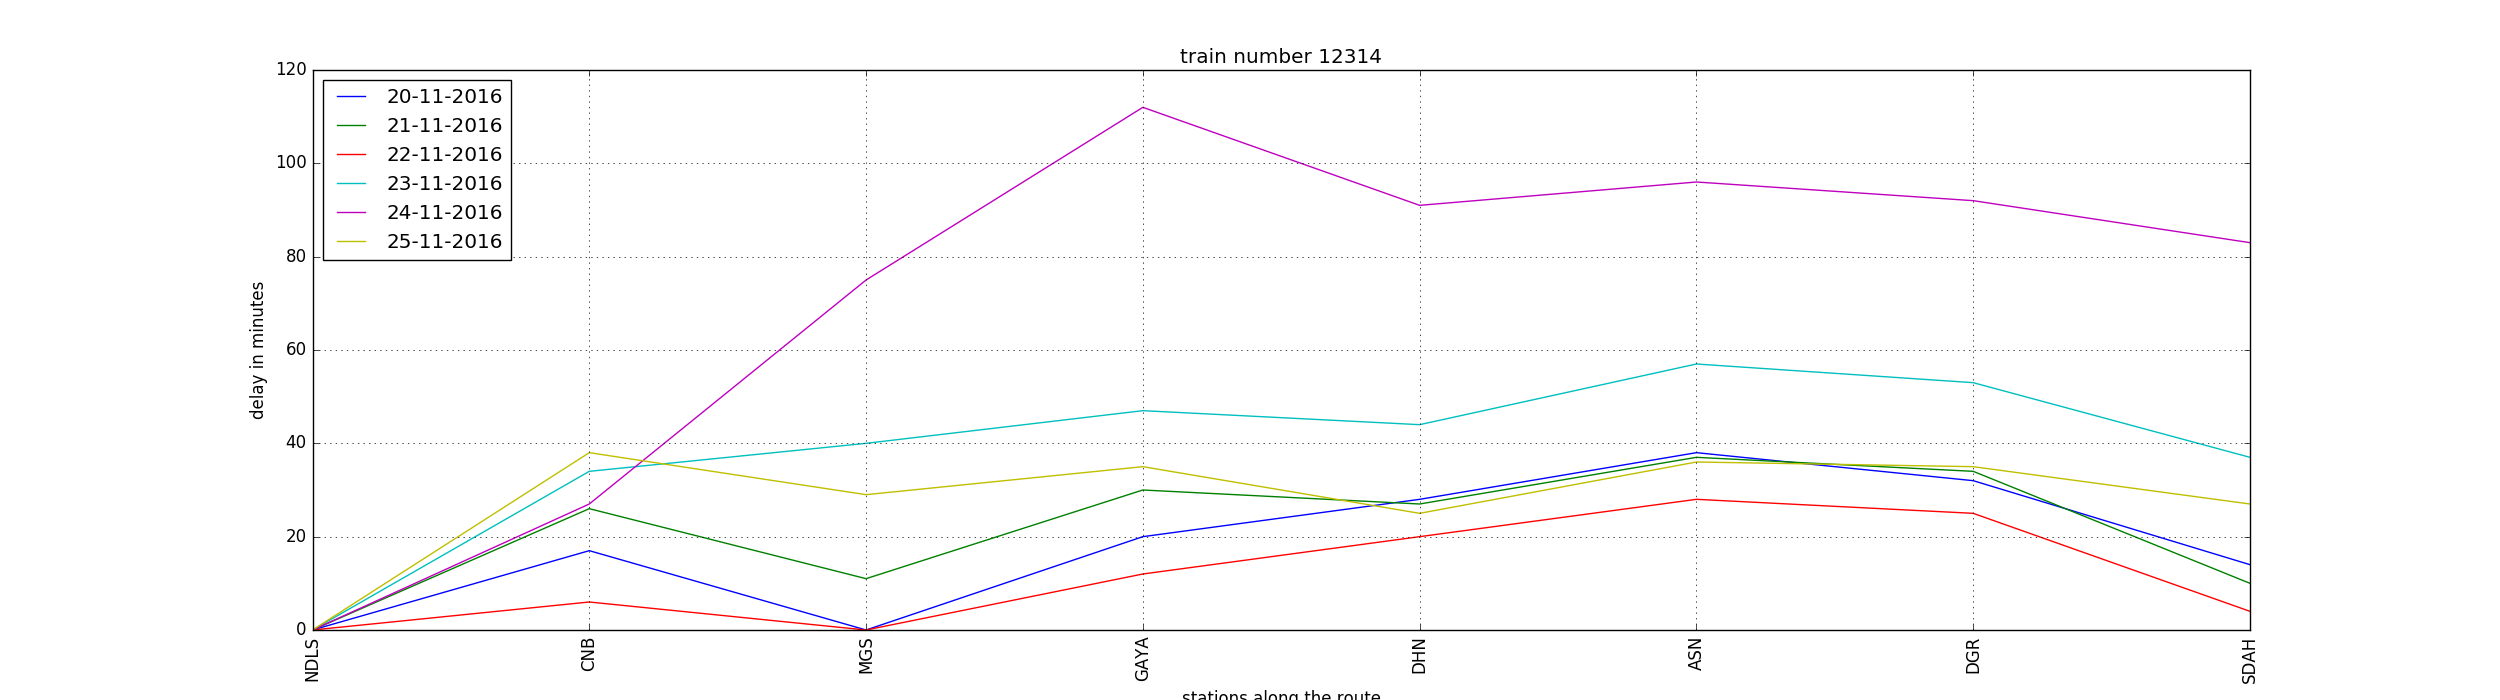 train number 12314
120
100
80
60
40
20
0
delay in minutes
20-11-2016
21-11-2016
22-11-2016
23-11-2016
24-11-2016
25-11-2016
NDLS
CNB
MGS
GAYA
DHN
ASN
DGR
SDAH
stations along the route